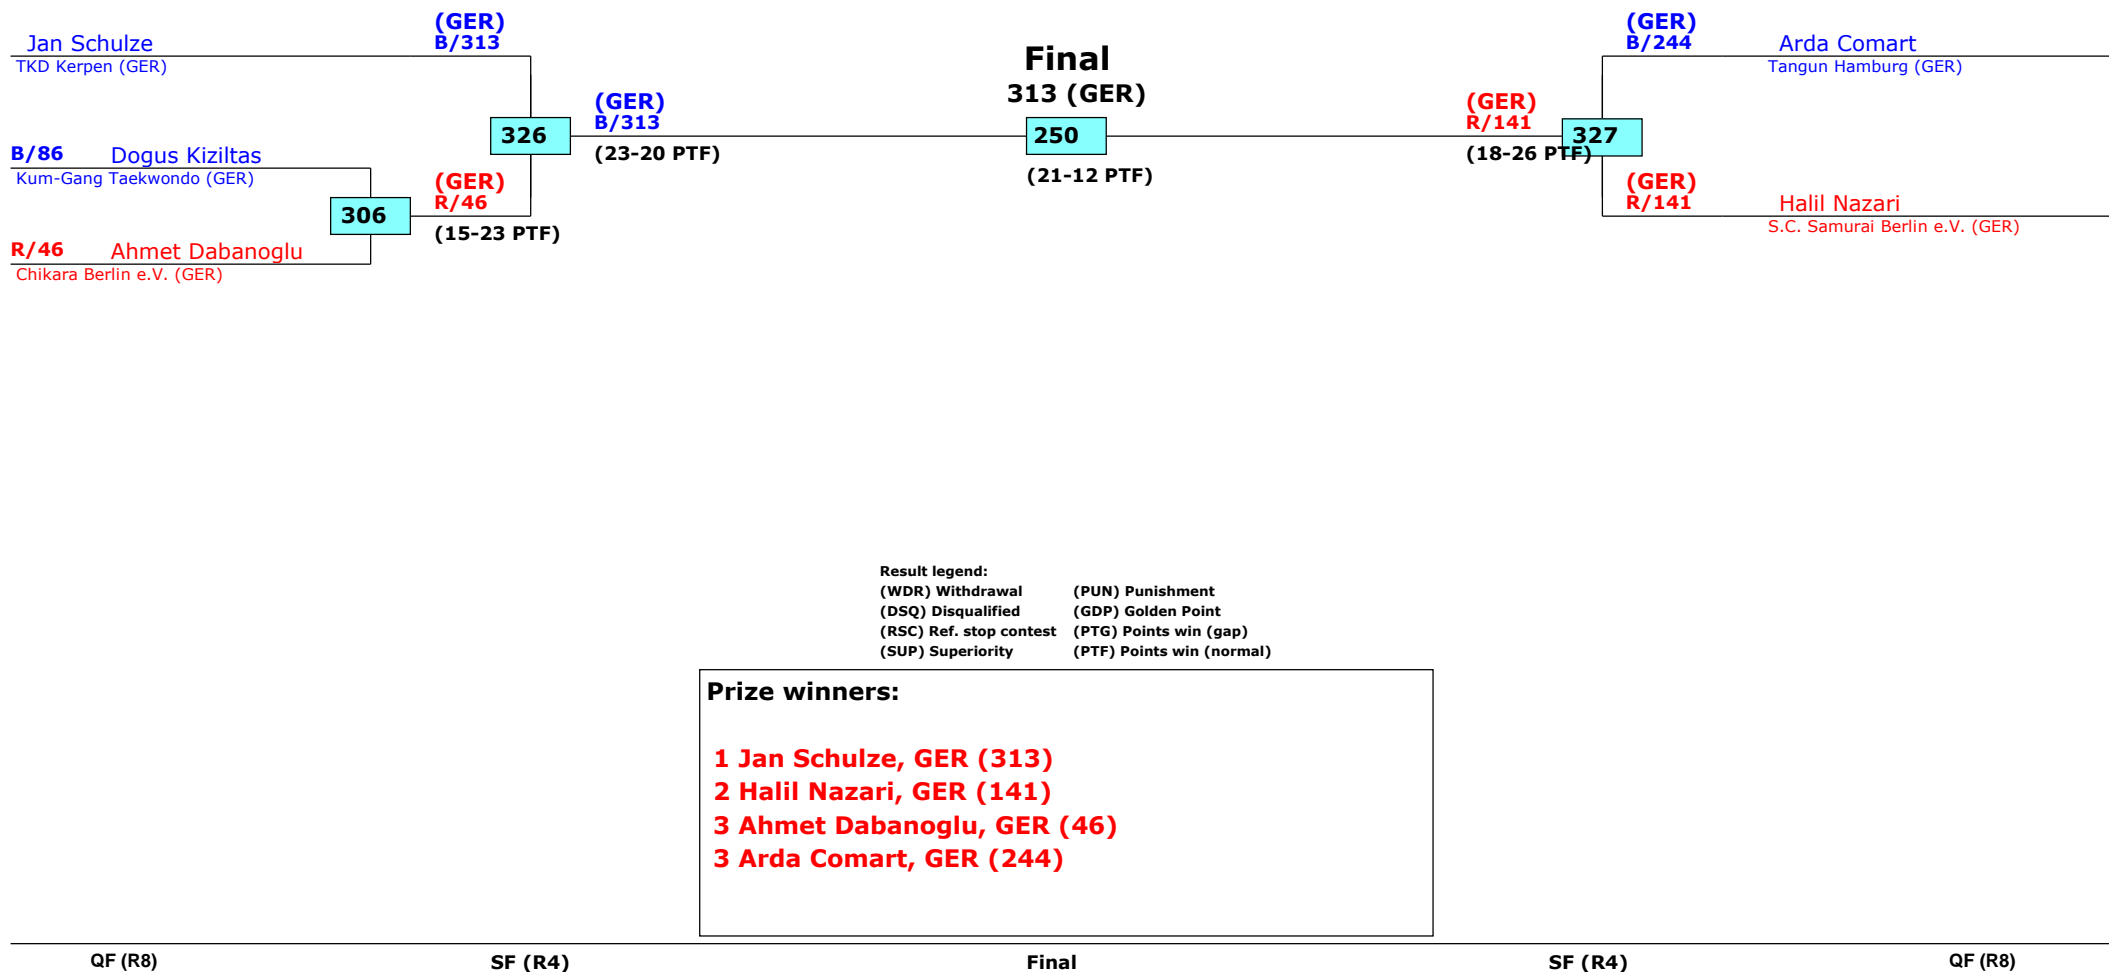 (GER)
B/313
Jan Schulze
TKD Kerpen (GER)
B/86 Dogus Kiziltas
Kum-Gang Taekwondo (GER)
R/46 Ahmet Dabanoglu
Chikara Berlin e.V. (GER)
306
(GER)
R/46
(15-23 PTF)
326
(GER)
B/313
(23-20 PTF)
Final
313 (GER)
250
(21-12 PTF)
(GER)
R/141
(18-26 PTF)
327
(GER)
B/244
Arda Comart
Tangun Hamburg (GER)
(GER)
R/141
Halil Nazari
S.C. Samurai Berlin e.V. (GER)
Result legend:
(WDR) Withdrawal (PUN) Punishment
(DSQ) Disqualified (GDP) Golden Point
(RSC) Ref. stop contest (PTG) Points win (gap)
(SUP) Superiority (PTF) Points win (normal)
Prize winners:
1 Jan Schulze, GER (313)
2 Halil Nazari, GER (141)
3 Ahmet Dabanoglu, GER (46)
3 Arda Comart, GER (244)
QF (R8) SF (R4) Final SF (R4) QF (R8)